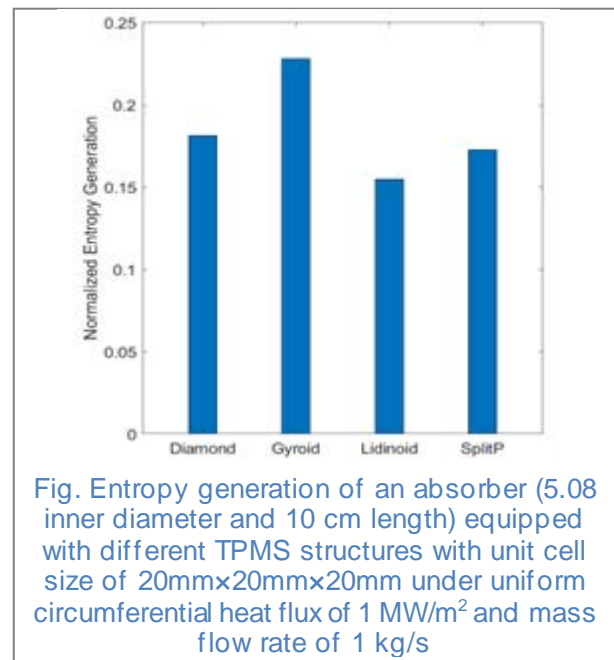 0.25
0.2
0.15
0.1
0.05
0
Normalized Entropy Generation
Diamond Gyroid Lidinoid SplitP
Fig. Entropy generation of an absorber (5.08
inner diameter and 10 cm length) equipped
with different TPMS structures with unit cell
size of 20mm×20mm×20mm under uniform
circumferential heat flux of 1 MW/m² and mass
flow rate of 1 kg/s